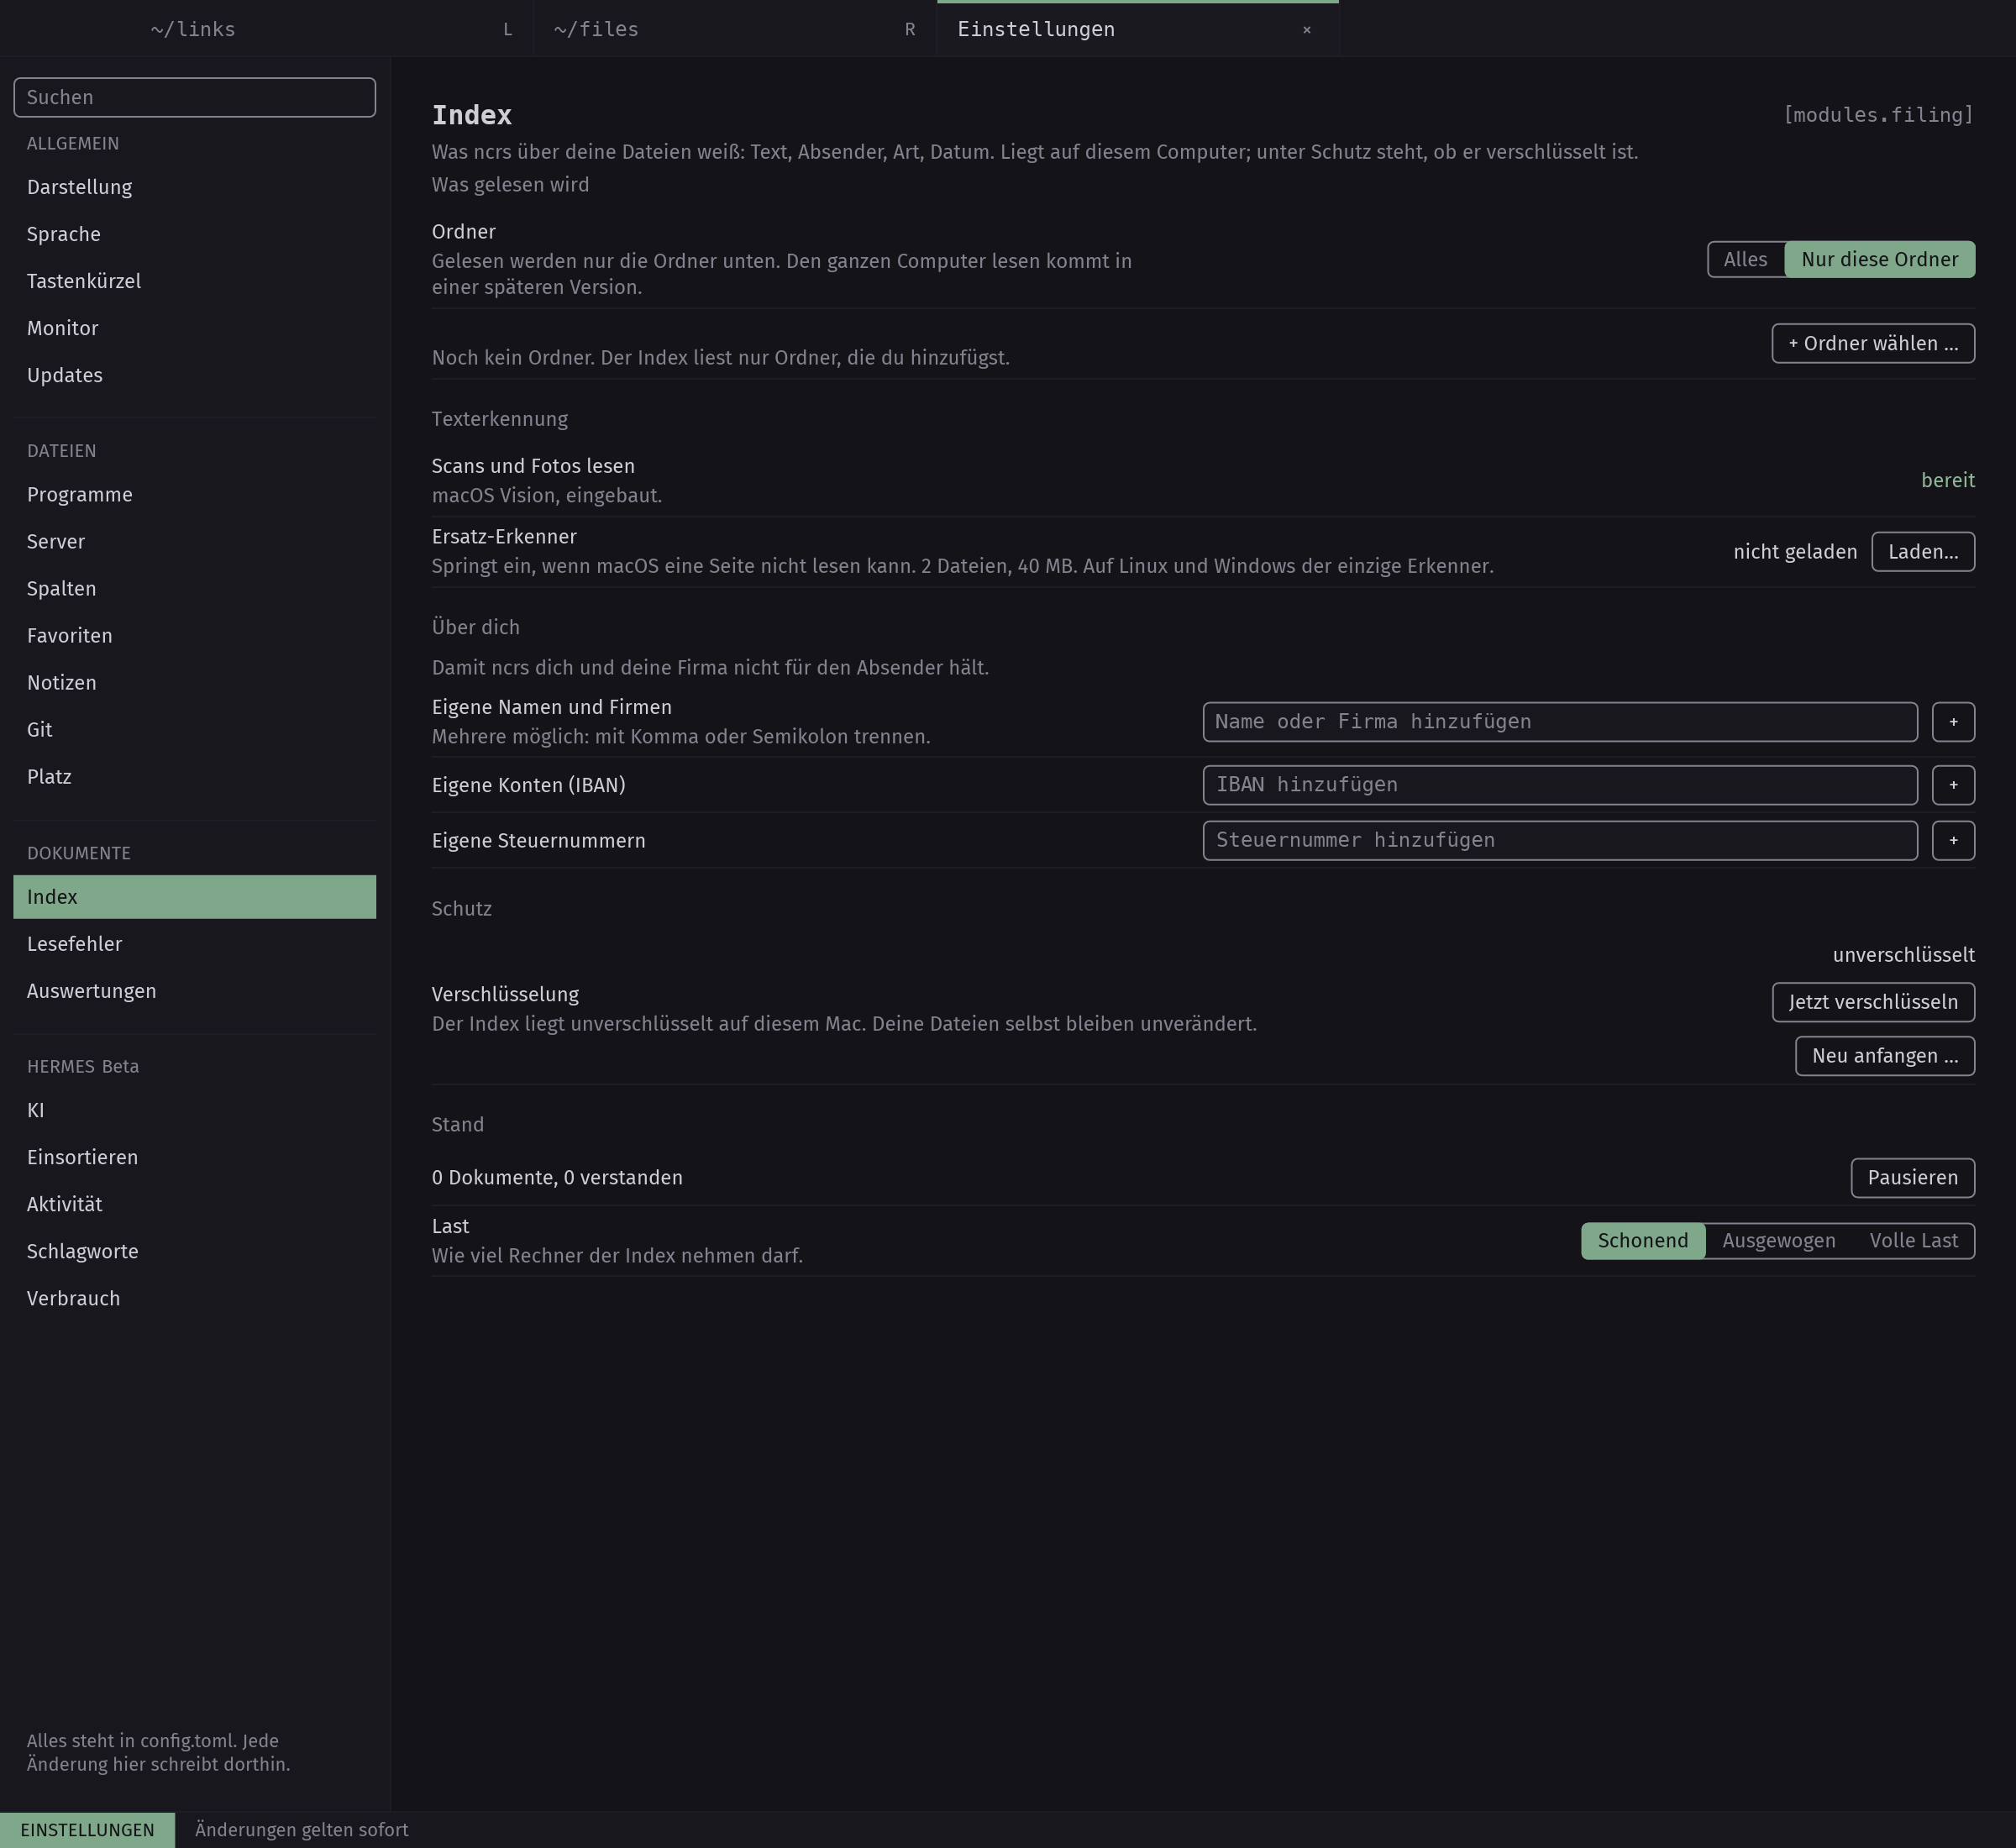 ~/links L ~/files R Einstellungen ×
Suchen
ALLGEMEIN
Darstellung
Sprache
Tastenkürzel
Monitor
Updates
DATEIEN
Programme
Server
Spalten
Favoriten
Notizen
Git
Platz
DOKUMENTE
Index
Lesefehler
Auswertungen
HERMES Beta
KI
Einsortieren
Aktivität
Schlagworte
Verbrauch
Alles steht in config.toml. Jede
Änderung hier schreibt dorthin.
Index [modules.filing]
Was ncrs über deine Dateien weiß: Text, Absender, Art, Datum. Liegt auf diesem Computer; unter Schutz steht, ob er verschlüsselt ist.
Was gelesen wird
Ordner
Gelesen werden nur die Ordner unten. Den ganzen Computer lesen kommt in
einer späteren Version.
Alles Nur diese Ordner
Noch kein Ordner. Der Index liest nur Ordner, die du hinzufügst.
+ Ordner wählen ...
Texterkennung
Scans und Fotos lesen
macOS Vision, eingebaut.
bereit
Ersatz-Erkenner
Springt ein, wenn macOS eine Seite nicht lesen kann. 2 Dateien, 40 MB. Auf Linux und Windows der einzige Erkenner.
nicht geladen Laden...
Über dich
Damit ncrs dich und deine Firma nicht für den Absender hält.
Eigene Namen und Firmen
Mehrere möglich: mit Komma oder Semikolon trennen.
Name oder Firma hinzufügen +
Eigene Konten (IBAN) IBAN hinzufügen +
Eigene Steuernummern Steuernummer hinzufügen +
Schutz
unverschlüsselt
Verschlüsselung
Der Index liegt unverschlüsselt auf diesem Mac. Deine Dateien selbst bleiben unverändert.
Jetzt verschlüsseln
Neu anfangen ...
Stand
0 Dokumente, 0 verstanden Pausieren
Last
Wie viel Rechner der Index nehmen darf.
Schonend Ausgewogen Volle Last
EINSTELLUNGEN Änderungen gelten sofort